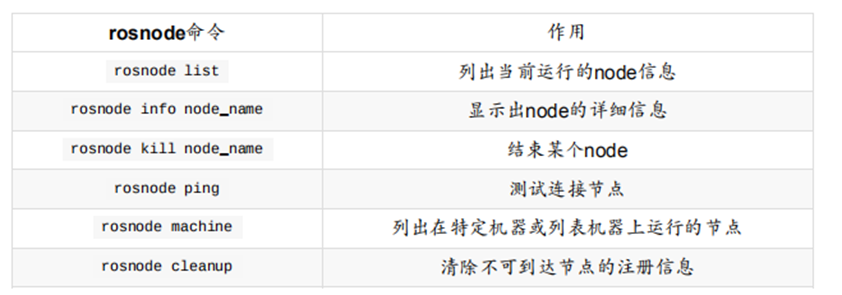 rosnode命令 作用
rosnode list 列出当前运行的node信息
rosnode info node_name 显示出node的详细信息
rosnode kill node_name 结束某个node
rosnode ping 测试连接节点
rosnode machine 列出在特定机器或列表机器上运行的节点
rosnode cleanup 清除不可到达节点的注册信息